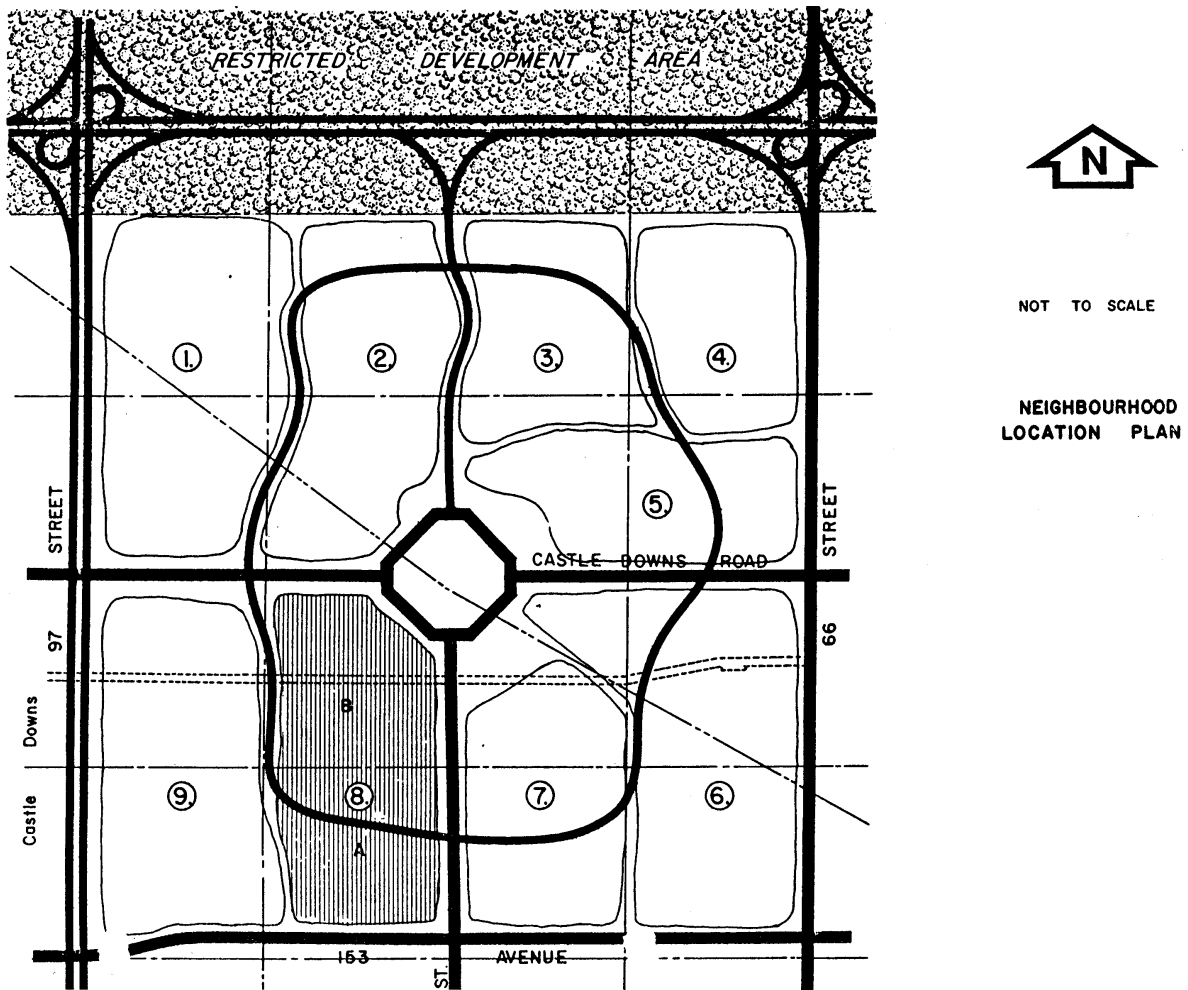 RESTRICTED DEVELOPMENT AREA
N
NOT TO SCALE
NEIGHBOURHOOD
LOCATION PLAN
1.
2.
3.
4.
5.
STREET
STREET
CASTLE DOWNS ROAD
97
66
Castle Downs
B
9.
8.
7.
6.
A
153 AVENUE
ST.